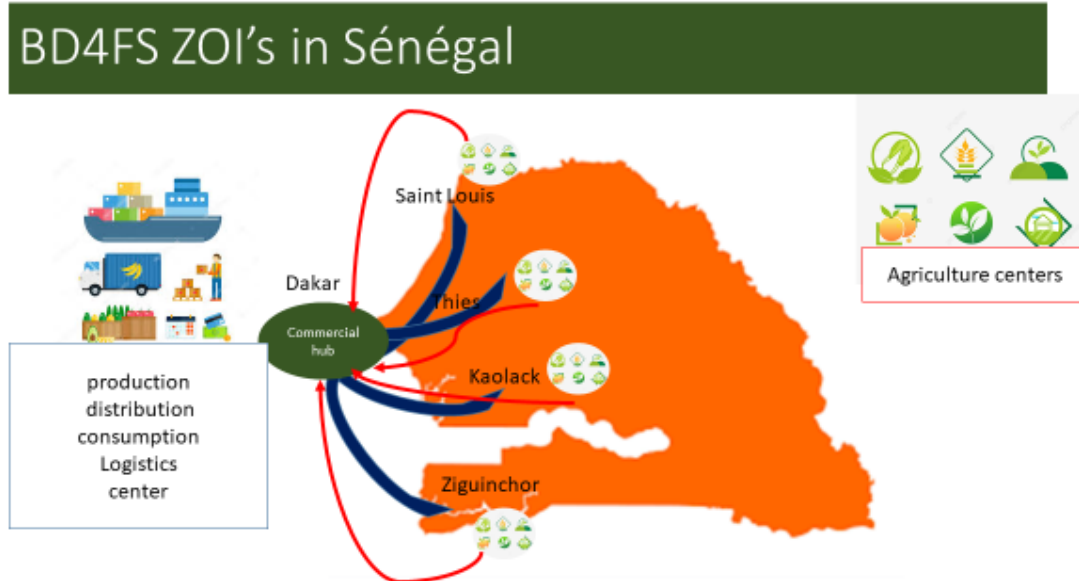 BD4FS ZOI's in Sénégal
Saint Louis
Dakar
Thies
Commercial
hub
Kaolack
Ziguinchor
production
distribution
consumption
Logistics
center
Agriculture centers